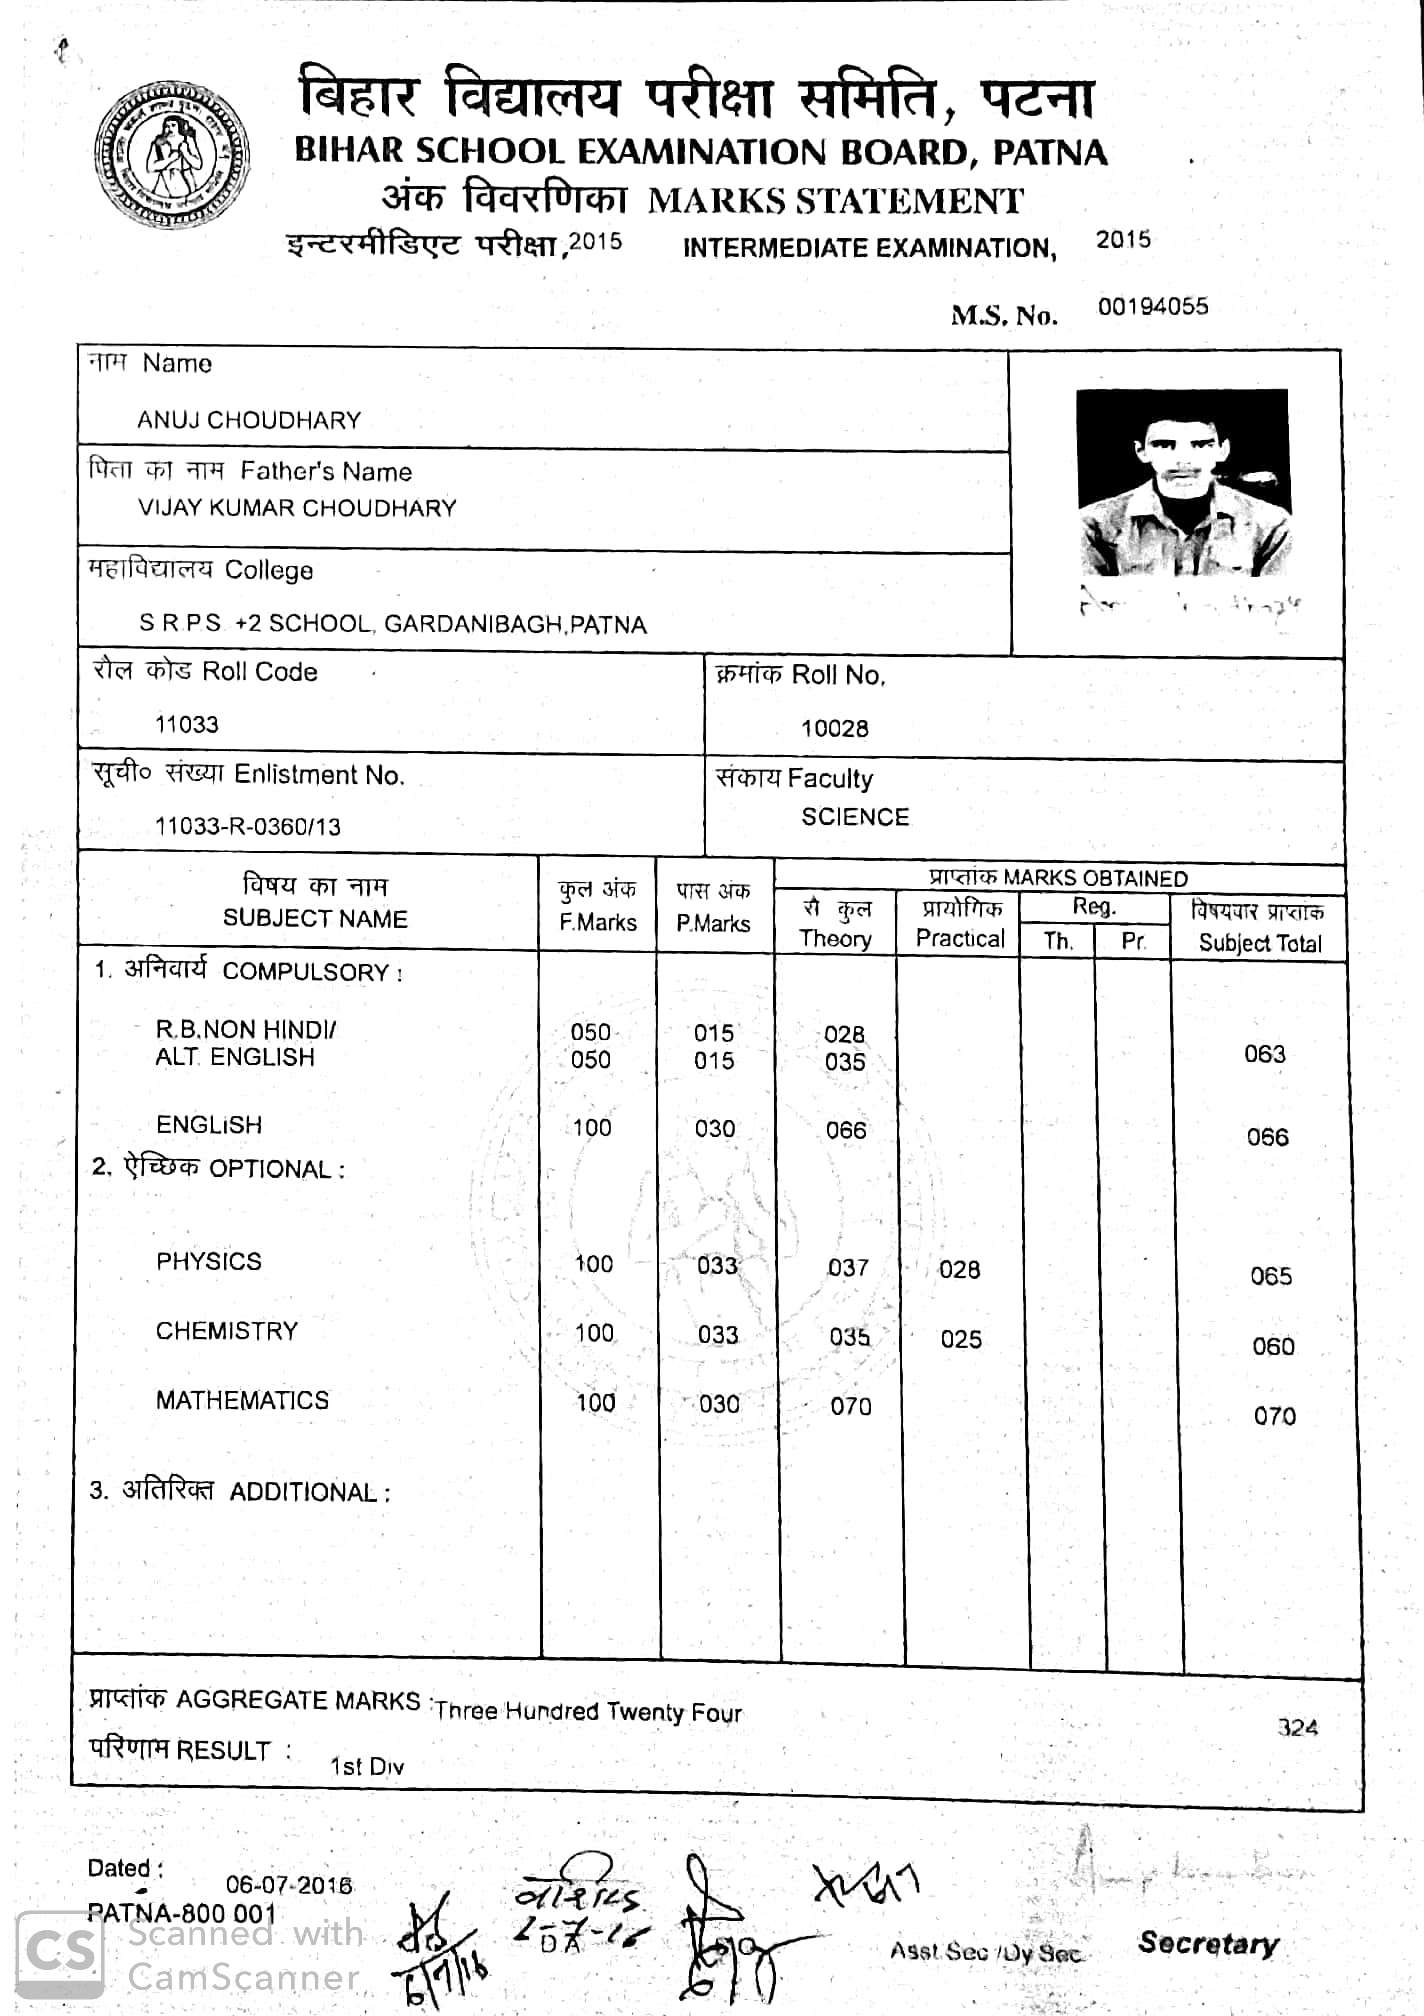 बिहार विद्यालय परीक्षा समिति, पटना
BIHAR SCHOOL EXAMINATION BOARD, PATNA
अंक विवरणिका MARKS STATEMENT
इन्टरमीडिएट परीक्षा,2015 INTERMEDIATE EXAMINATION, 2015
M.S. No. 00194055
नाम Name
ANUJ CHOUDHARY
पिता का नाम Father's Name
VIJAY KUMAR CHOUDHARY
महाविद्यालय College
S R.P.S. +2 SCHOOL, GARDANIBAGH,PATNA
रौल कोड Roll Code क्रमांक Roll No.
11033 10028
सूची० संख्या Enlistment No. संकाय Faculty
11033-R-0360/13 SCIENCE
विषय का नाम कुल अंक पास अंक प्राप्तांक MARKS OBTAINED
SUBJECT NAME F.Marks P.Marks सै कुल प्रायोगिक Reg. विषयवार प्राप्तांक
Theory Practical Th. Pr. Subject Total
1. अनिवार्य COMPULSORY :
R.B.NON HINDI/ 050 015 028
ALT. ENGLISH 050 015 035 063
ENGLISH 100 030 066 066
2. ऐच्छिक OPTIONAL :
PHYSICS 100 033 037 028 065
CHEMISTRY 100 033 035 025 060
MATHEMATICS 100 030 070 070
3. अतिरिक्त ADDITIONAL :
प्राप्तांक AGGREGATE MARKS :Three Hundred Twenty Four 324
परिणाम RESULT : 1st Div
Dated : 06-07-2016
PATNA-800 001
6/7/16
DA
Asst Sec /Dy Sec Secretary
CS Scanned with
CamScanner